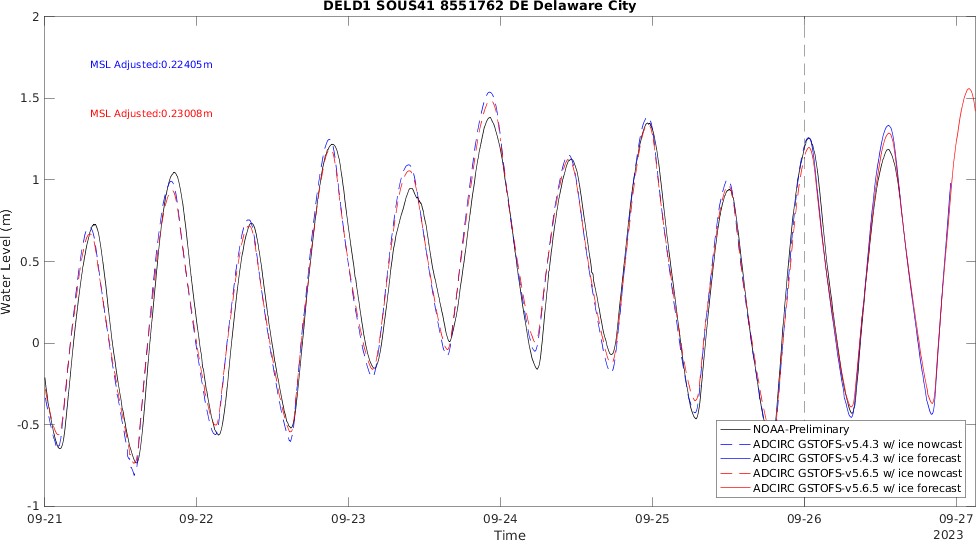 DELD1 SOUS41 8551762 DE Delaware City
2
1.5
1
0.5
0
-0.5
-1
Water Level (m)
MSL Adjusted:0.22405m
MSL Adjusted:0.23008m
NOAA-Preliminary
ADCIRC GSTOFS-v5.4.3 w/ ice nowcast
ADCIRC GSTOFS-v5.4.3 w/ ice forecast
ADCIRC GSTOFS-v5.6.5 w/ ice nowcast
ADCIRC GSTOFS-v5.6.5 w/ ice forecast
09-21 09-22 09-23 09-24 09-25 09-26 09-27
Time
2023